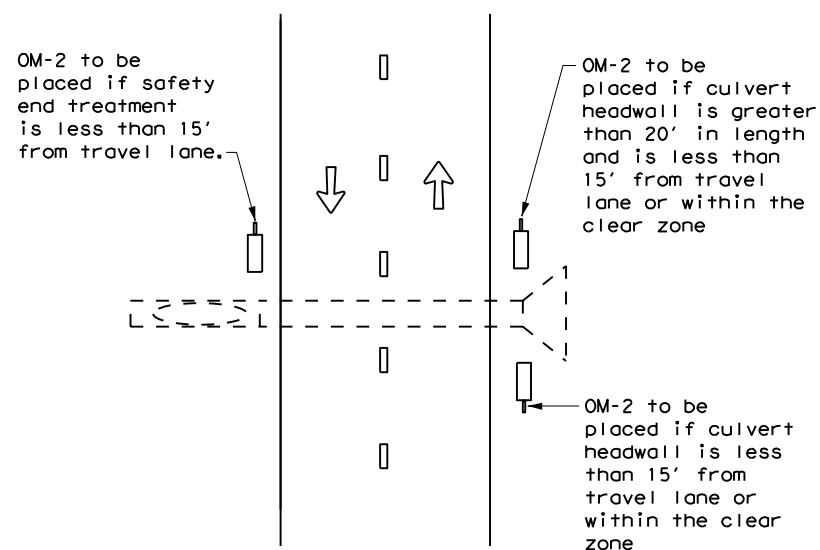 OM-2 to be
placed if safety
end treatment
is less than 15'
from travel lane.
OM-2 to be
placed if culvert
headwall is greater
than 20' in length
and is less than
15' from travel
lane or within the
clear zone
OM-2 to be
placed if culvert
headwall is less
than 15' from
travel lane or
within the clear
zone